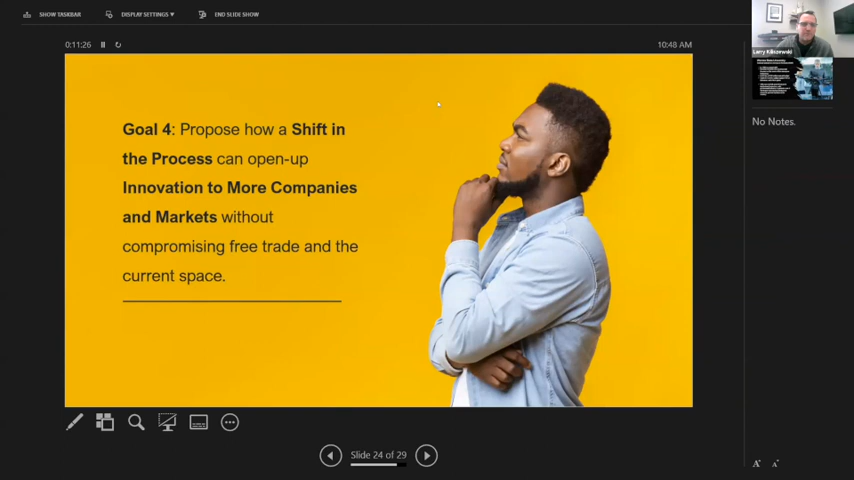 SHOW TASKBAR
DISPLAY SETTINGS ▼
END SLIDE SHOW
0:11:26
10:48 AM
Goal 4: Propose how a Shift in
the Process can open-up
Innovation to More Companies
and Markets without
compromising free trade and the
current space.
Slide 24 of 29
Larry Kiliszewski
No Notes.